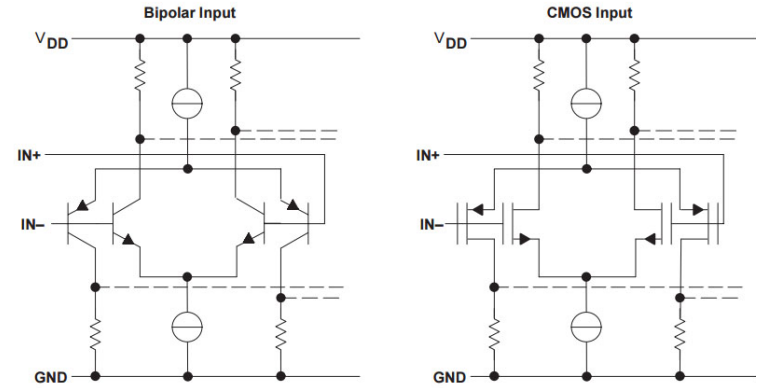 Bipolar Input
CMOS Input
VDD
VDD
IN+
IN+
IN–
IN–
GND
GND